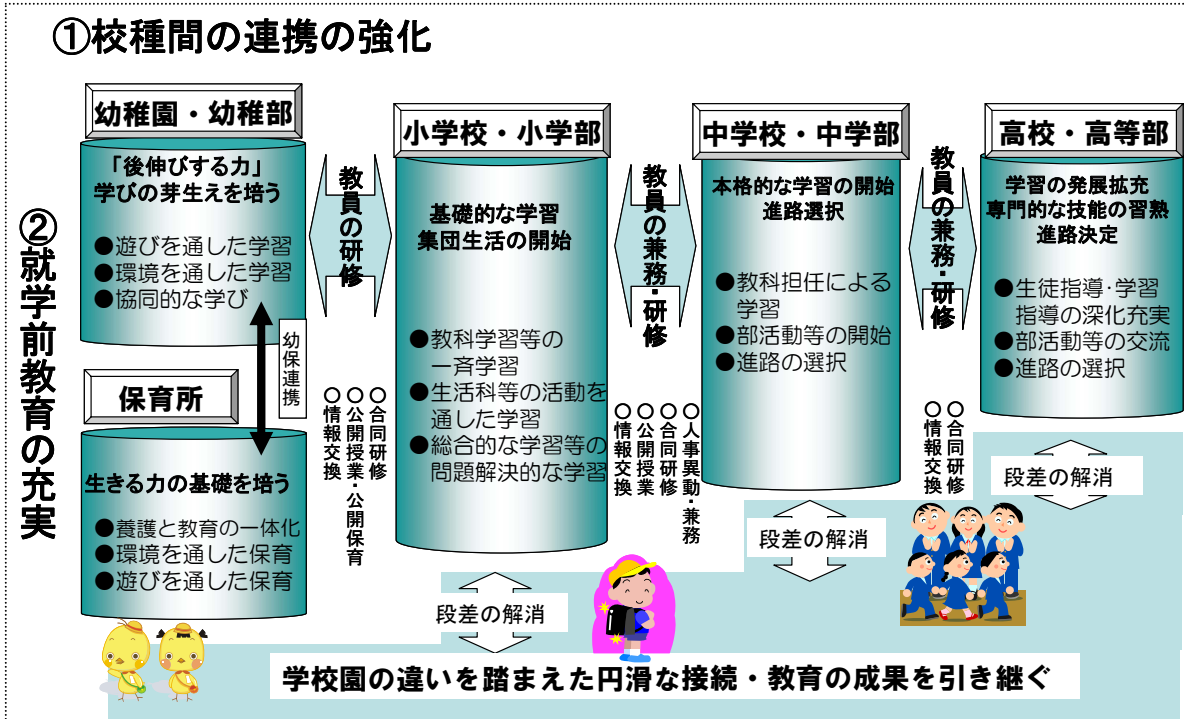 ①校種間の連携の強化
②就学前教育の充実
幼稚園・幼稚部
「後伸びする力」
学びの芽生えを培う
●遊びを通した学習
●環境を通した学習
●協同的な学び
幼保連携
保育所
生きる力の基礎を培う
●養護と教育の一体化
●環境を通した保育
●遊びを通した保育
教員の研修
○合同研修
○公開授業・公開保育
○情報交換
小学校・小学部
基礎的な学習
集団生活の開始
●教科学習等の
一斉学習
●生活科等の活動を
通した学習
●総合的な学習等の
問題解決的な学習
教員の兼務・研修
○人事異動・兼務
○合同研修
○公開授業
○情報交換
中学校・中学部
本格的な学習の開始
進路選択
●教科担任による
学習
●部活動等の開始
●進路の選択
教員の兼務・研修
○合同研修
○情報交換
高校・高等部
学習の発展拡充
専門的な技能の習熟
進路決定
●生徒指導・学習
指導の深化充実
●部活動等の交流
●進路の選択
段差の解消
段差の解消
段差の解消
学校園の違いを踏まえた円滑な接続・教育の成果を引き継ぐ